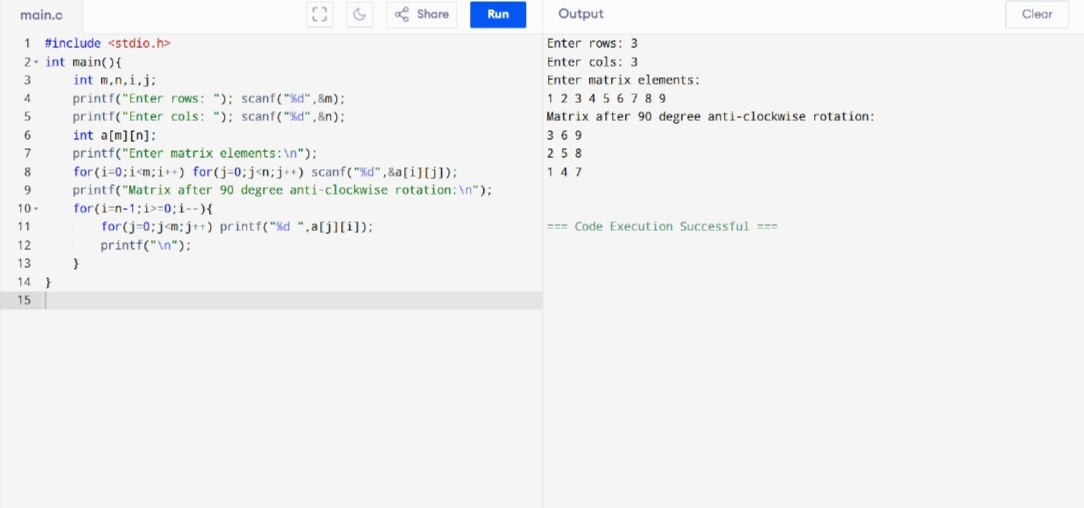 main.c Share Run
1 #include <stdio.h>
2 int main(){
3     int m,n,i,j;
4     printf("Enter rows: "); scanf("%d",&m);
5     printf("Enter cols: "); scanf("%d",&n);
6     int a[m][n];
7     printf("Enter matrix elements:\n");
8     for(i=0;i<m;i++) for(j=0;j<n;j++) scanf("%d",&a[i][j]);
9     printf("Matrix after 90 degree anti-clockwise rotation:\n");
10     for(i=n-1;i>=0;i--){
11         for(j=0;j<m;j++) printf("%d ",a[j][i]);
12         printf("\n");
13     }
14 }
15
Output Clear
Enter rows: 3
Enter cols: 3
Enter matrix elements:
1 2 3 4 5 6 7 8 9
Matrix after 90 degree anti-clockwise rotation:
3 6 9
2 5 8
1 4 7
=== Code Execution Successful ===